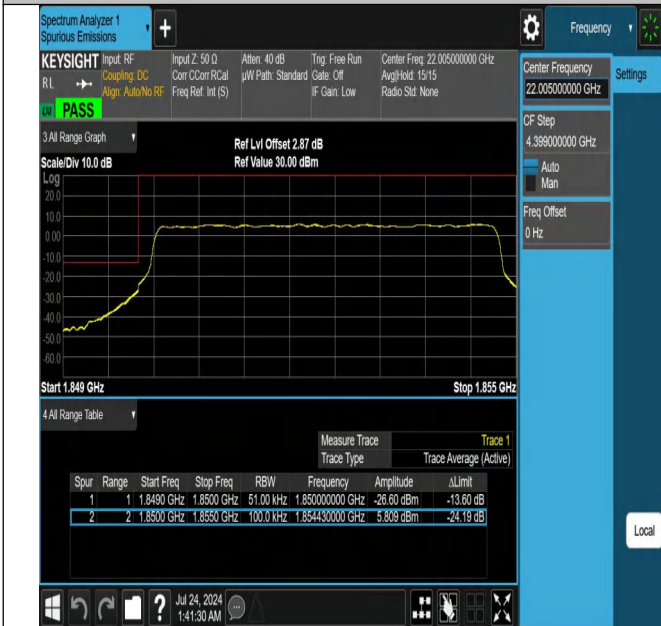 Spectrum Analyzer 1
Spurious Emissions
+
Frequency
KEYSIGHT
RL
Input: RF
Coupling: DC
Align: Auto/No RF
Input Z: 50 Ω
Corr CCorr RCal
Freq Ref: Int (S)
Atten: 40 dB
µW Path: Standard
Trig: Free Run
Gate: Off
IF Gain: Low
Center Freq: 22.005000000 GHz
Avg|Hold: 15/15
Radio Std: None
PASS
Center Frequency
22.005000000 GHz
Settings
CF Step
4.399000000 GHz
Auto
Man
Freq Offset
0 Hz
3 All Range Graph
Ref Lvl Offset 2.87 dB
Scale/Div 10.0 dB
Ref Value 30.00 dBm
Log
20.0
10.0
0.00
-10.0
-20.0
-30.0
-40.0
-50.0
-60.0
Start 1.849 GHz
Stop 1.855 GHz
4 All Range Table
Measure Trace Trace 1
Trace Type Trace Average (Active)
Spur Range Start Freq Stop Freq RBW Frequency Amplitude ΔLimit
1 1 1.8490 GHz 1.8500 GHz 51.00 kHz 1.850000000 GHz -26.60 dBm -13.60 dB
2 2 1.8500 GHz 1.8550 GHz 100.0 kHz 1.854430000 GHz 5.809 dBm -24.19 dB
Local
?
Jul 24, 2024
1:41:30 AM